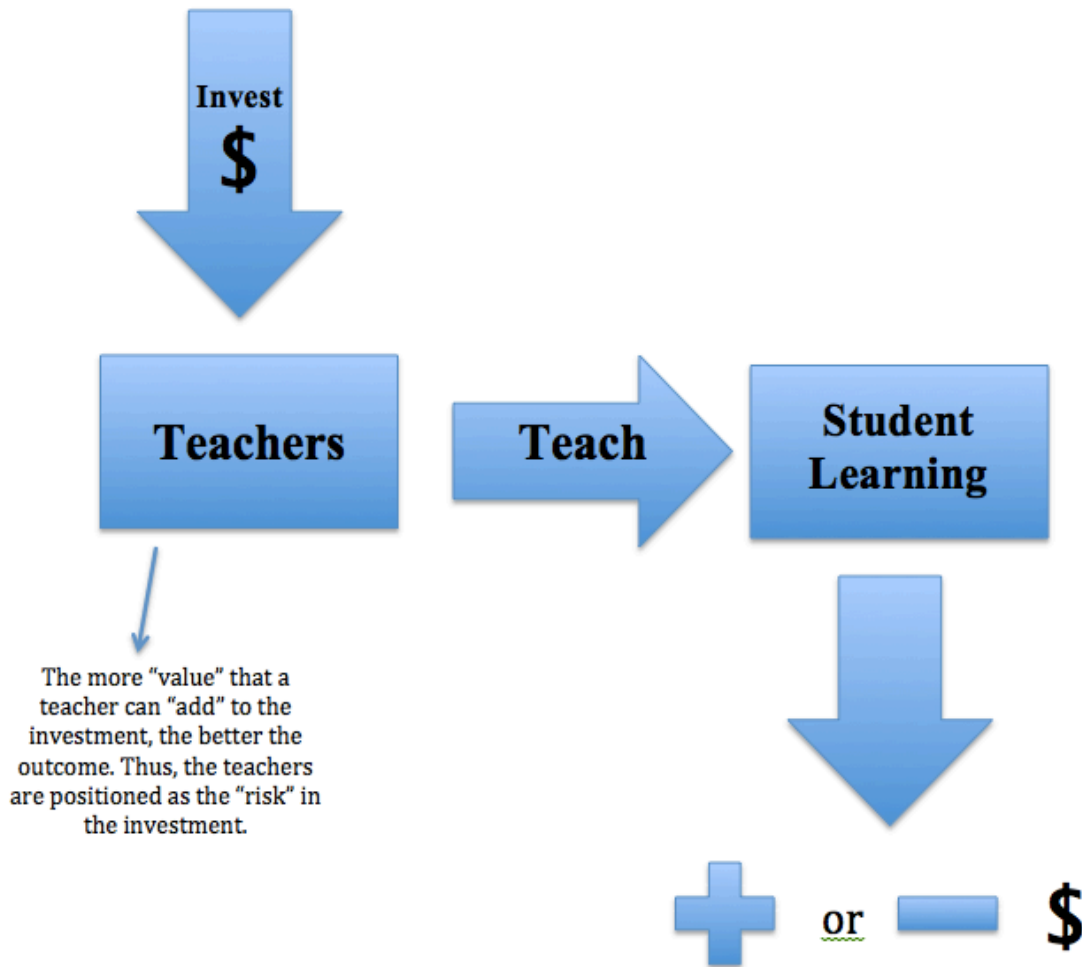 Invest
$
Teachers
Teach
Student
Learning
The more “value” that a
teacher can “add” to the
investment, the better the
outcome. Thus, the teachers
are positioned as the “risk” in
the investment.
or $